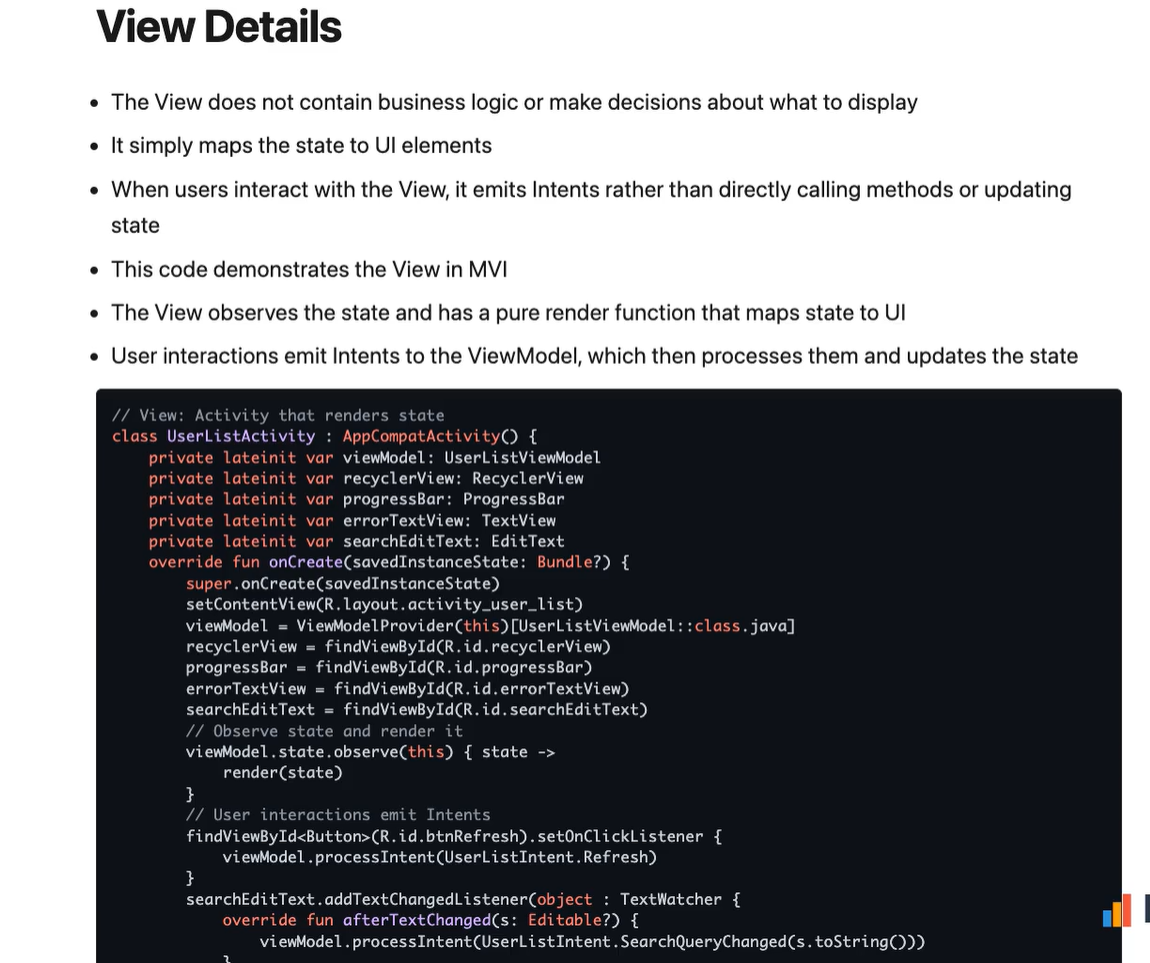 View Details
• The View does not contain business logic or make decisions about what to display
• It simply maps the state to UI elements
• When users interact with the View, it emits Intents rather than directly calling methods or updating
state
• This code demonstrates the View in MVI
• The View observes the state and has a pure render function that maps state to UI
• User interactions emit Intents to the ViewModel, which then processes them and updates the state
// View: Activity that renders state
class UserListActivity : AppCompatActivity() {
    private lateinit var viewModel: UserListViewModel
    private lateinit var recyclerView: RecyclerView
    private lateinit var progressBar: ProgressBar
    private lateinit var errorTextView: TextView
    private lateinit var searchEditText: EditText
    override fun onCreate(savedInstanceState: Bundle?) {
        super.onCreate(savedInstanceState)
        setContentView(R.layout.activity_user_list)
        viewModel = ViewModelProvider(this)[UserListViewModel::class.java]
        recyclerView = findViewById(R.id.recyclerView)
        progressBar = findViewById(R.id.progressBar)
        errorTextView = findViewById(R.id.errorTextView)
        searchEditText = findViewById(R.id.searchEditText)
        // Observe state and render it
        viewModel.state.observe(this) { state ->
            render(state)
        }
        // User interactions emit Intents
        findViewById<Button>(R.id.btnRefresh).setOnClickListener {
            viewModel.processIntent(UserListIntent.Refresh)
        }
        searchEditText.addTextChangedListener(object : TextWatcher {
            override fun afterTextChanged(s: Editable?) {
                viewModel.processIntent(UserListIntent.SearchQueryChanged(s.toString()))
            }